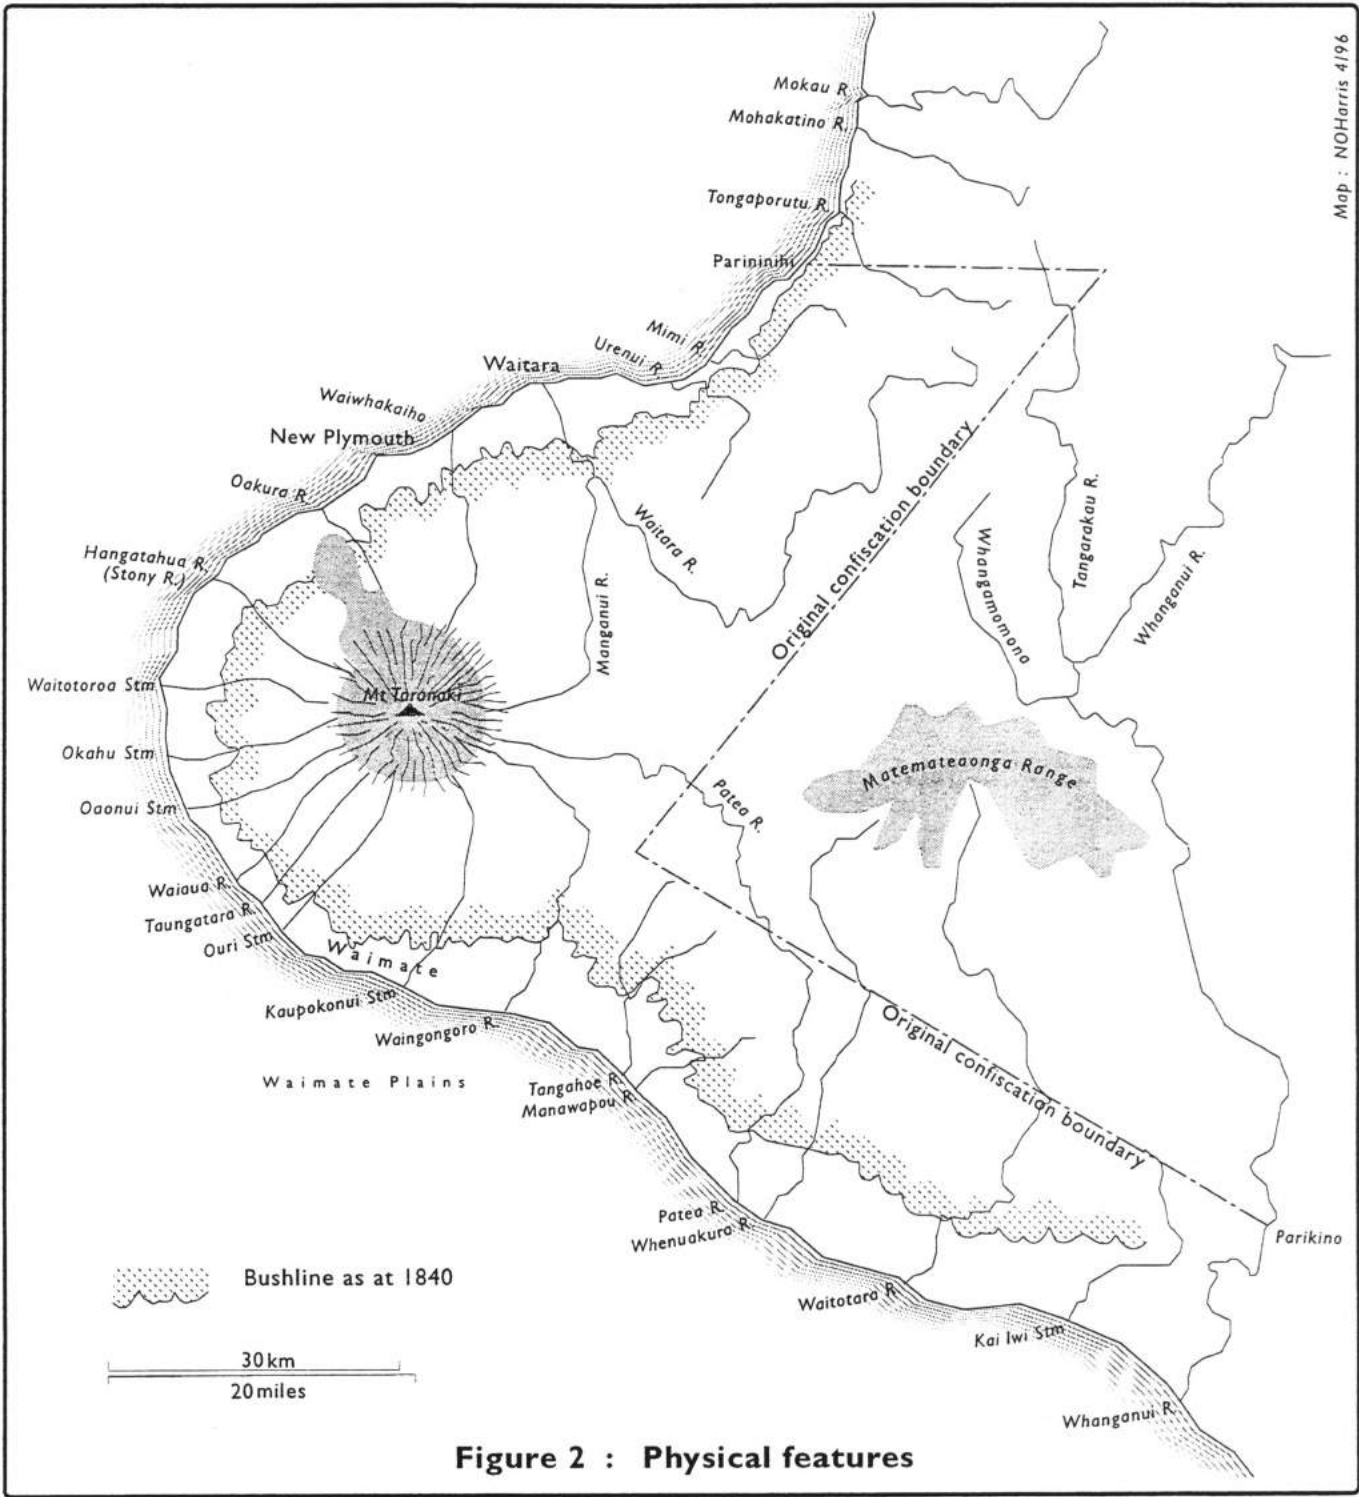 Map : NOHarris 4/96
Mokau R
Mohakatino R.
Tongaporutu R.
Parininihi
Mimi R.
Urenui R.
Waitara
Waiwhakaiho
New Plymouth
Oakura R
Hangatahua R.
(Stony R.)
Waitara R.
Manganui R.
Original confiscation boundary
Whangamomona
Tangarakau R.
Whanganui R.
Waitotoroa Stm
Mt Taranaki
Okahu Stm
Oaonui Stm
Matemateaonga Range
Patea R.
Waiaua R.
Taungatara R.
Ouri Stm
Waimate
Kaupokonui Stm
Waingongoro R.
Waimate Plains
Tangahoe R.
Manawapou R.
Original confiscation boundary
Patea R.
Whenuakura R.
Parikino
Waitotara R
Kai Iwi Stm
Whanganui R.
Bushline as at 1840
30 km
20 miles
Figure 2 : Physical features